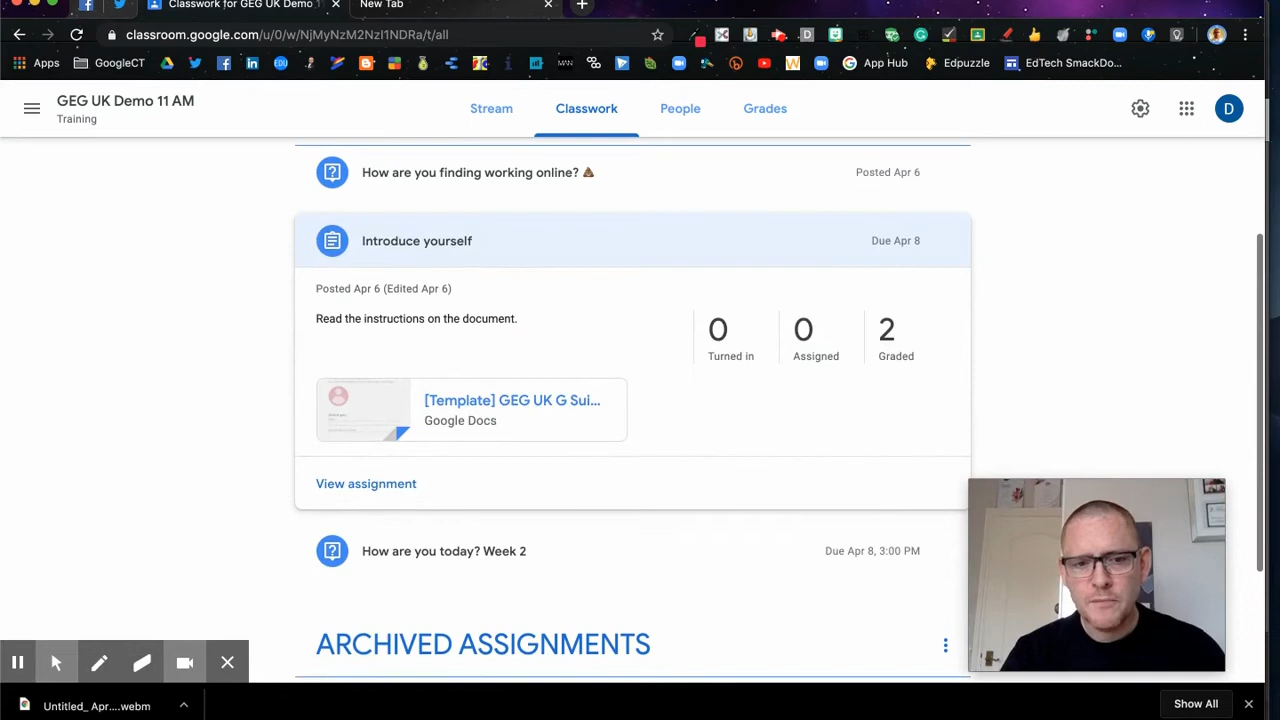 Classwork for GEG UK Demo 1
New Tab
classroom.google.com/u/0/w/NjMyNzM2NzI1NDRa/t/all
Apps
GoogleCT
MAN
App Hub
Edpuzzle
EdTech SmackDo...
GEG UK Demo 11 AM
Training
Stream
Classwork
People
Grades
D
How are you finding working online? 💩
Posted Apr 6
Introduce yourself
Due Apr 8
Posted Apr 6 (Edited Apr 6)
Read the instructions on the document.
0
Turned in
0
Assigned
2
Graded
[Template] GEG UK G Sui...
Google Docs
View assignment
How are you today? Week 2
Due Apr 8, 3:00 PM
ARCHIVED ASSIGNMENTS
Untitled_ Apr....webm
Show All